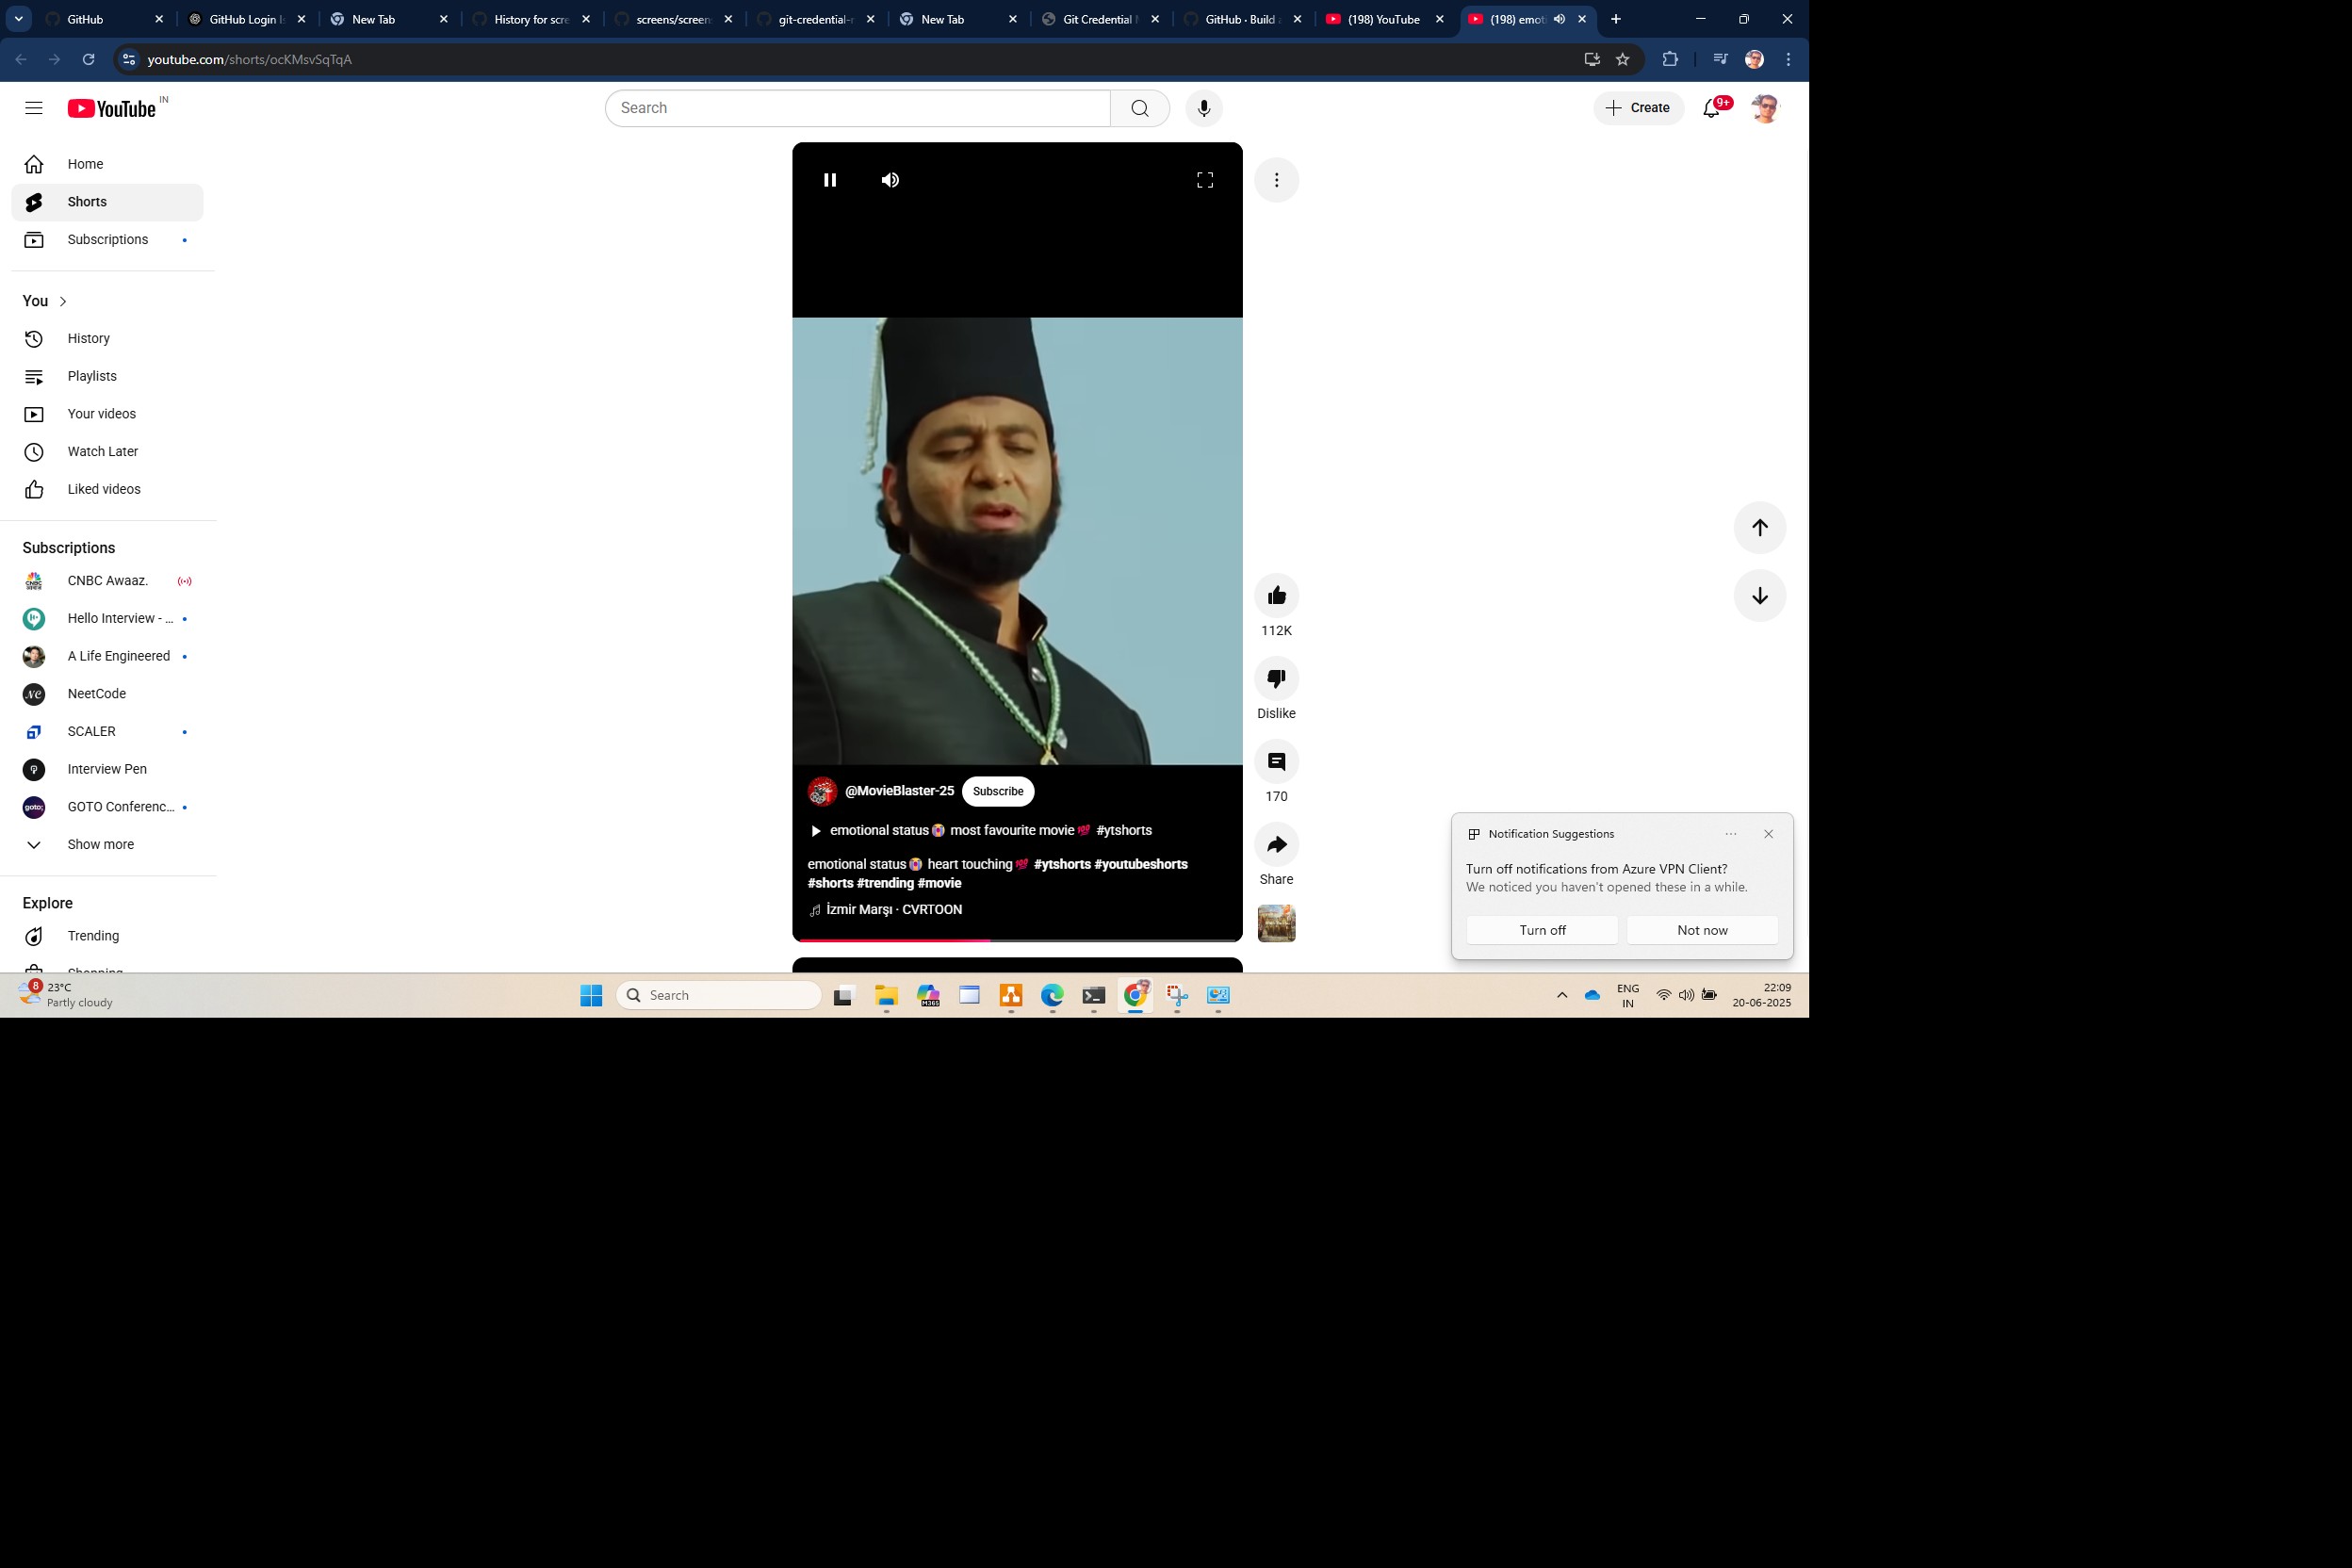 GitHub
GitHub Login
New Tab
History for scre
screens/screen
git-credential-
New Tab
Git Credential
GitHub · Build
(198) YouTube
(198) emot
youtube.com/shorts/ocKMsvSqTqA
YouTube IN
Search
Create
9+
Home
Shorts
Subscriptions
You
History
Playlists
Your videos
Watch Later
Liked videos
Subscriptions
CNBC Awaaz.
Hello Interview - ...
A Life Engineered
NeetCode
SCALER
Interview Pen
GOTO Conferenc...
Show more
Explore
Trending
Shopping
@MovieBlaster-25 Subscribe
emotional status😭 most favourite movie💯 #ytshorts
emotional status😭 heart touching💯 #ytshorts #youtubeshorts
#shorts #trending #movie
İzmir Marşı · CVRTOON
112K
Dislike
170
Share
Notification Suggestions
Turn off notifications from Azure VPN Client?
We noticed you haven't opened these in a while.
Turn off Not now
8
23°C
Partly cloudy
Search
M365
ENG
IN
22:09
20-06-2025